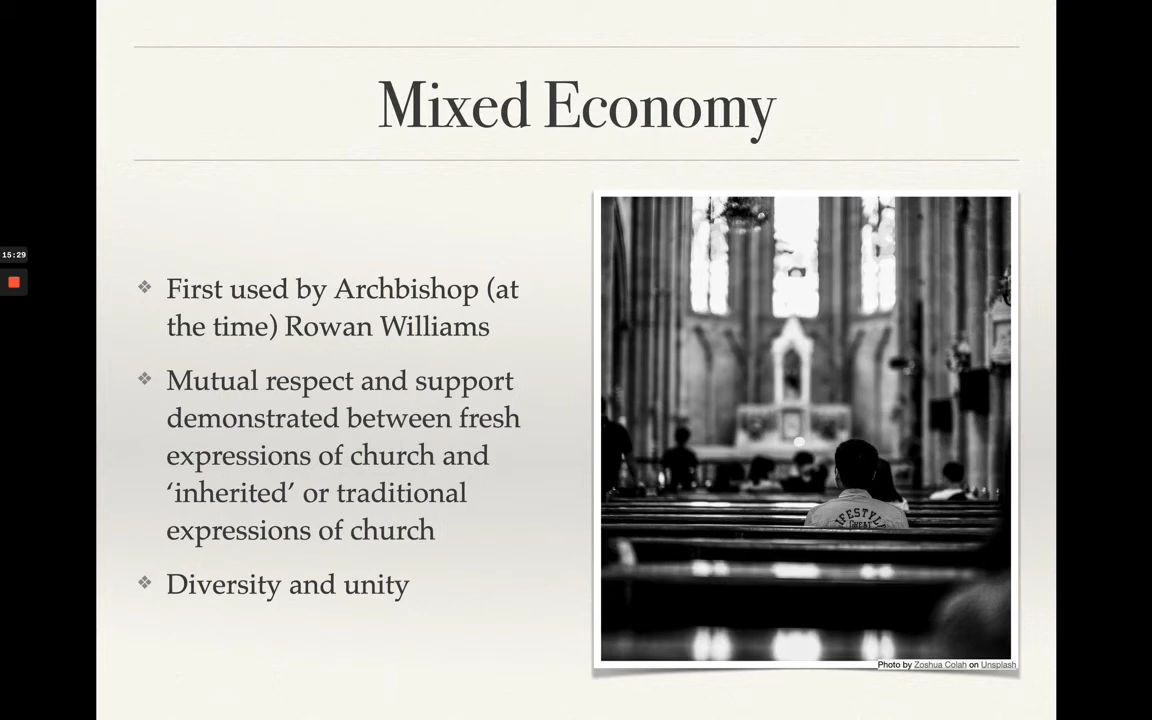 Mixed Economy
15:29
❖ First used by Archbishop (at
the time) Rowan Williams
❖ Mutual respect and support
demonstrated between fresh
expressions of church and
‘inherited’ or traditional
expressions of church
❖ Diversity and unity
Photo by Zoshua Colah on Unsplash